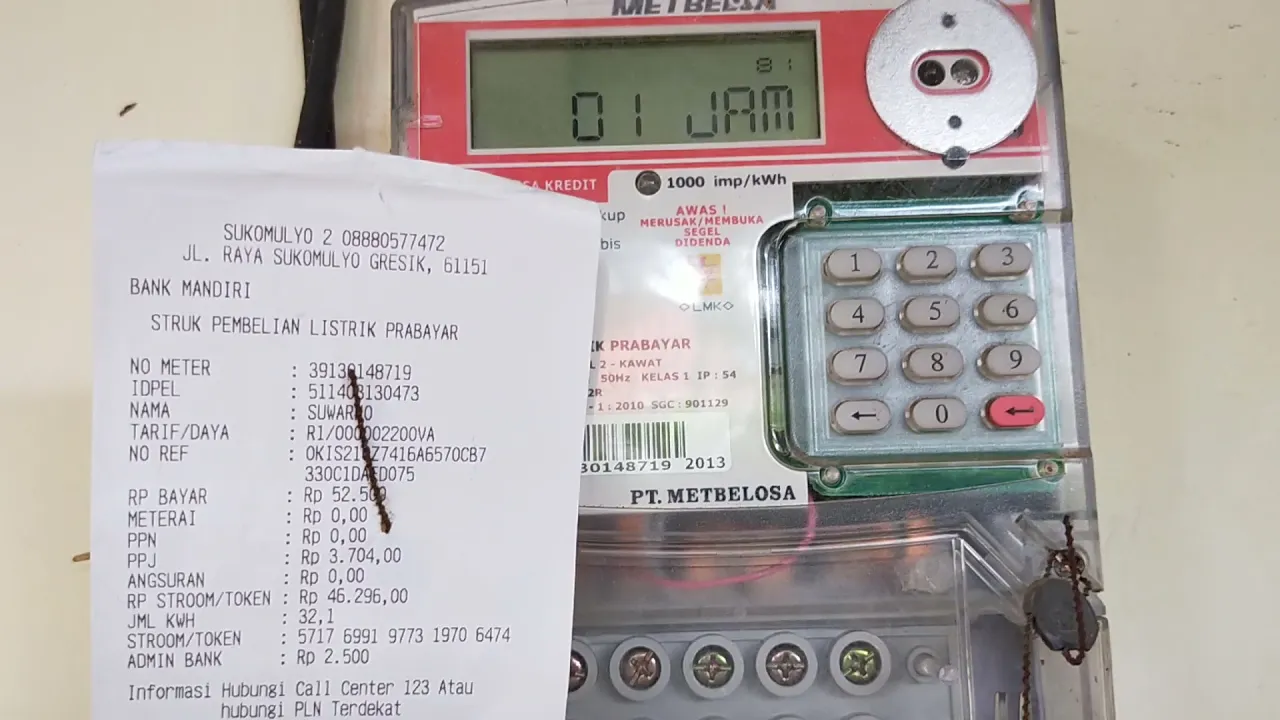 METBELOSA
81
01 JAM
KREDIT
1000 imp/kWh
kup
bis
AWAS !
MERUSAK/MEMBUKA
SEGEL
DIDENDA
LMK
PRABAYAR
2 - KAWAT
50Hz KELAS 1 IP : 54
2R
- 1 : 2010 SGC : 901129
30148719 2013
PT. METBELOSA
1 2 3
4 5 6
7 8 9
← 0 ←
SUKOMULYO 2 08880577472
JL. RAYA SUKOMULYO GRESIK, 61151
BANK MANDIRI
STRUK PEMBELIAN LISTRIK PRABAYAR
NO METER : 39130148719
IDPEL : 511403130473
NAMA :
TARIF/DAYA : R1/000002200VA
NO REF :
RP BAYAR : Rp 52.500
METERAI : Rp 0,00
PPN : Rp 0,00
PPJ : Rp 3.704,00
ANGSURAN : Rp 0,00
RP STROOM/TOKEN : Rp 46.296,00
JML KWH : 32,1
STROOM/TOKEN : 5717 6991 9773 1970 6474
ADMIN BANK : Rp 2.500
Informasi Hubungi Call Center 123 Atau
hubungi PLN Terdekat